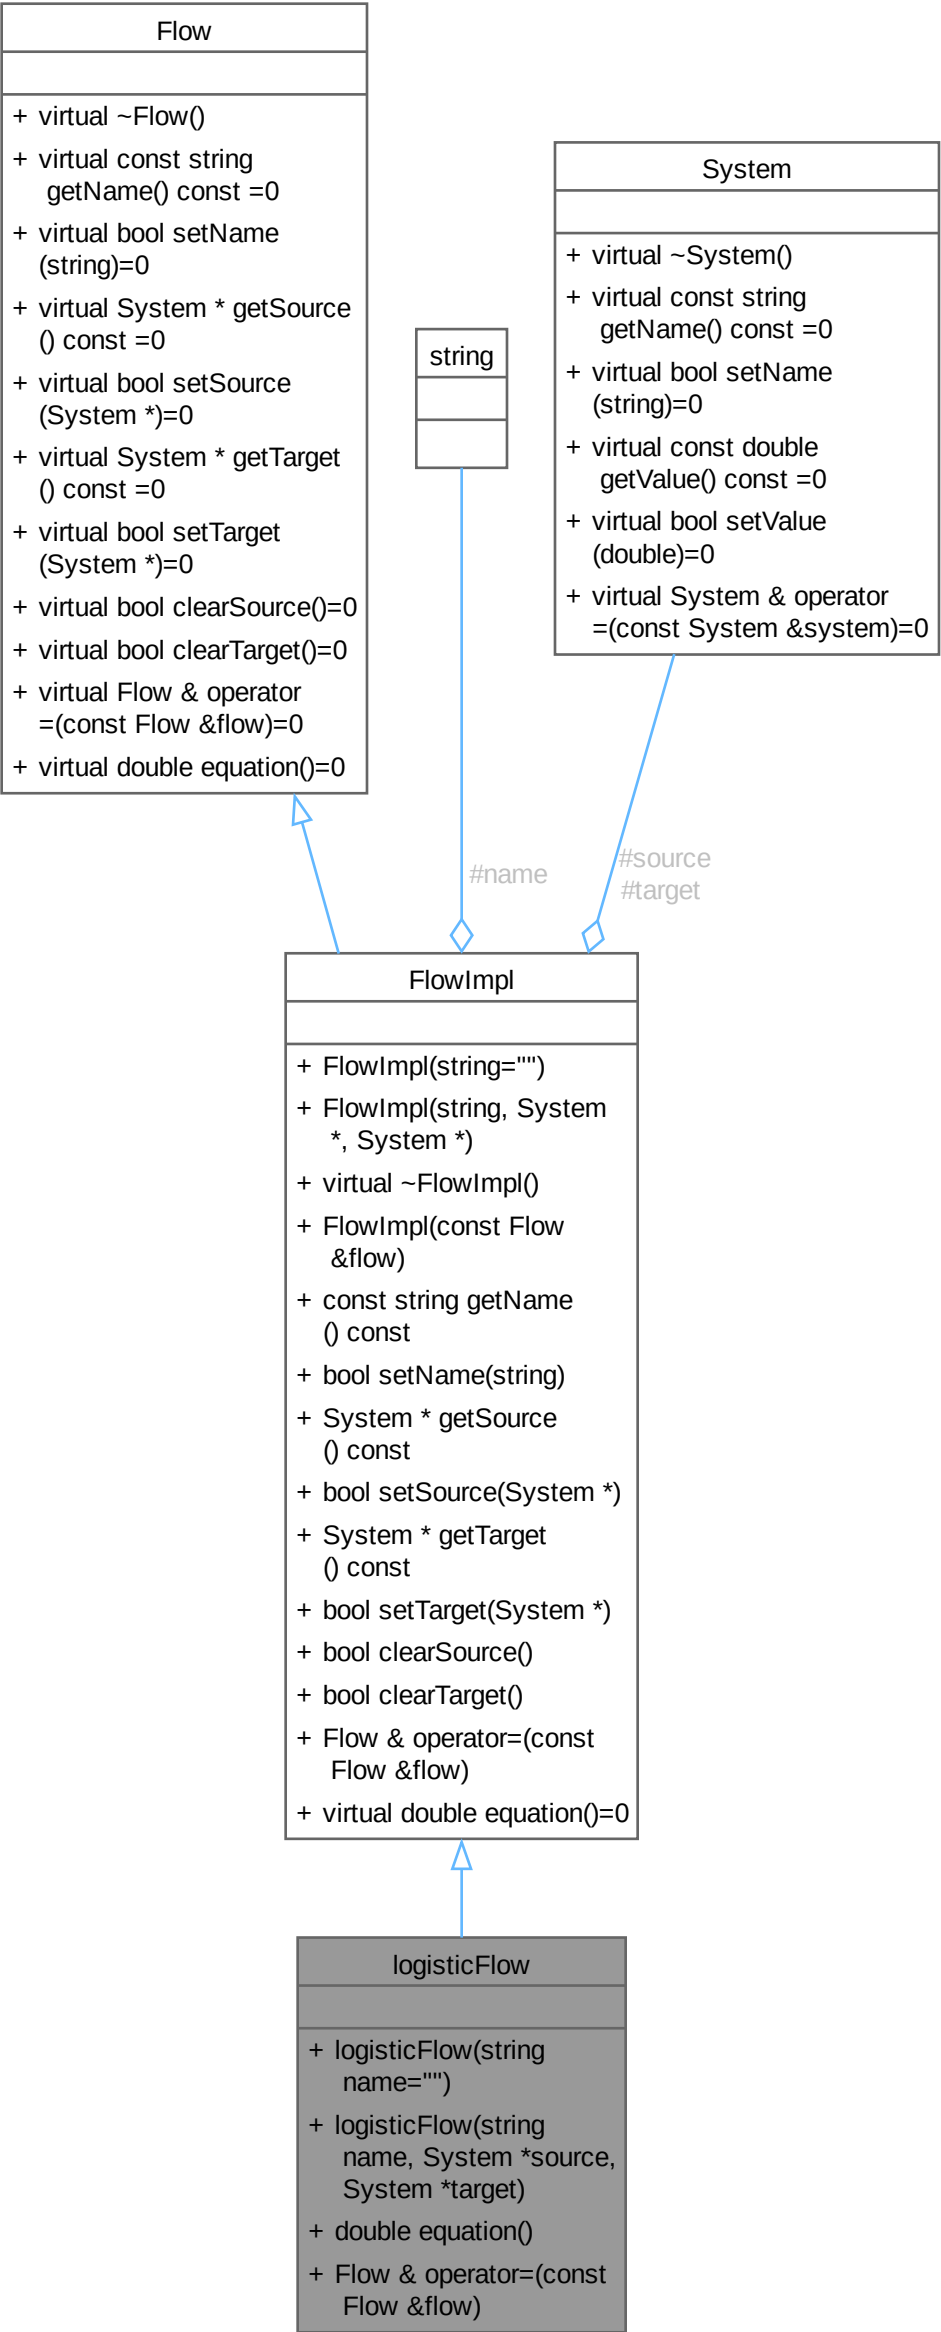 Flow
+ virtual ~Flow()
+ virtual const string
getName() const =0
+ virtual bool setName
(string)=0
+ virtual System * getSource
() const =0
+ virtual bool setSource
(System *)=0
+ virtual System * getTarget
() const =0
+ virtual bool setTarget
(System *)=0
+ virtual bool clearSource()=0
+ virtual bool clearTarget()=0
+ virtual Flow & operator
=(const Flow &flow)=0
+ virtual double equation()=0
string
System
+ virtual ~System()
+ virtual const string
getName() const =0
+ virtual bool setName
(string)=0
+ virtual const double
getValue() const =0
+ virtual bool setValue
(double)=0
+ virtual System & operator
=(const System &system)=0
#name
#source
#target
FlowImpl
+ FlowImpl(string="")
+ FlowImpl(string, System
*, System *)
+ virtual ~FlowImpl()
+ FlowImpl(const Flow
&flow)
+ const string getName
() const
+ bool setName(string)
+ System * getSource
() const
+ bool setSource(System *)
+ System * getTarget
() const
+ bool setTarget(System *)
+ bool clearSource()
+ bool clearTarget()
+ Flow & operator=(const
Flow &flow)
+ virtual double equation()=0
logisticFlow
+ logisticFlow(string
name="")
+ logisticFlow(string
name, System *source,
System *target)
+ double equation()
+ Flow & operator=(const
Flow &flow)